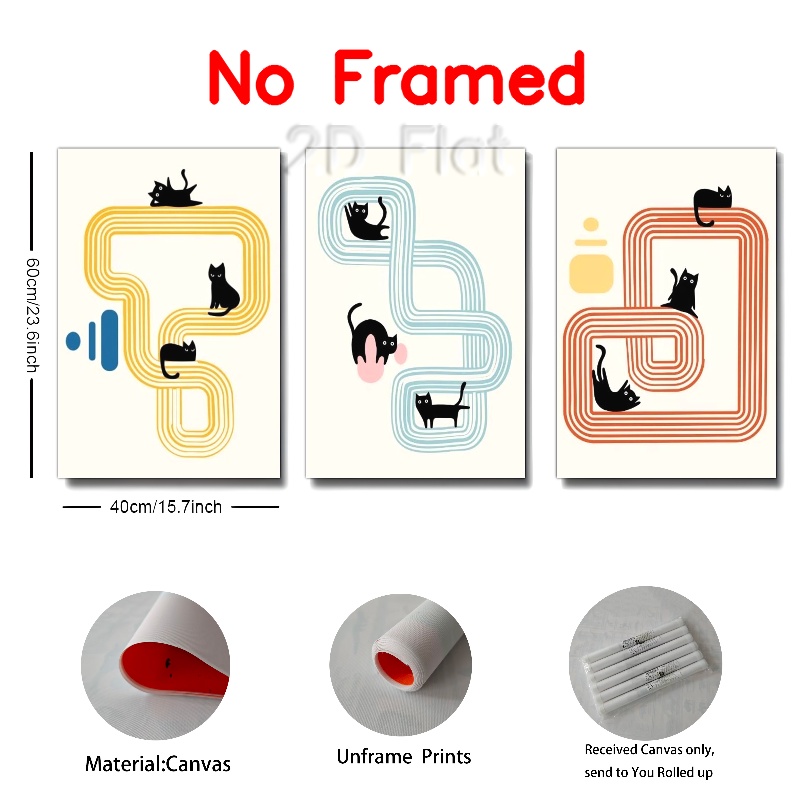 No Framed
2D Flat
60cm/23.6inch
40cm/15.7inch
Material:Canvas
Unframe Prints
Received Canvas only,
send to You Rolled up